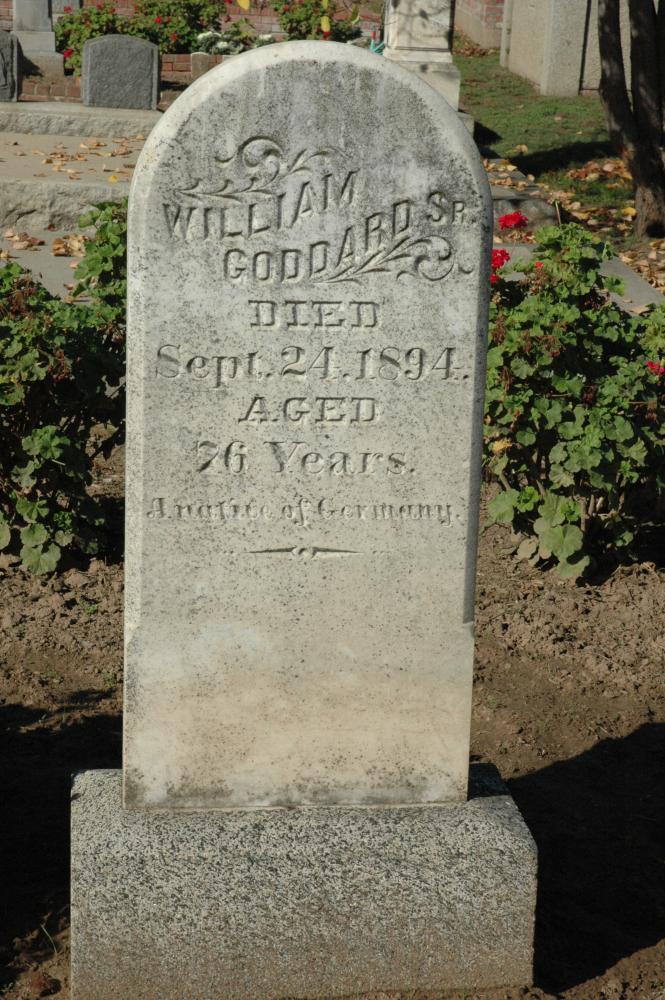 WILLIAM
GODDARD Sr.
DIED
Sept. 24. 1894.
AGED
76 Years.
A native of Germany.